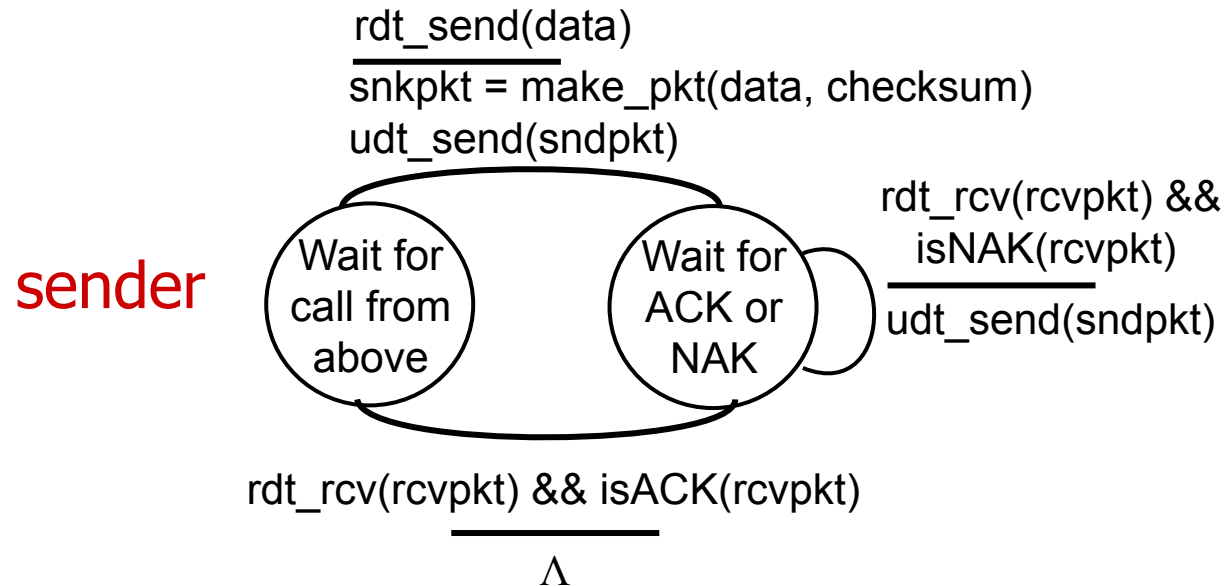 rdt_send(data)
snkpkt = make_pkt(data, checksum)
udt_send(sndpkt)
rdt_rcv(rcvpkt) &&
isNAK(rcvpkt)
udt_send(sndpkt)
sender
Wait for
call from
above
Wait for
ACK or
NAK
rdt_rcv(rcvpkt) && isACK(rcvpkt)
Λ